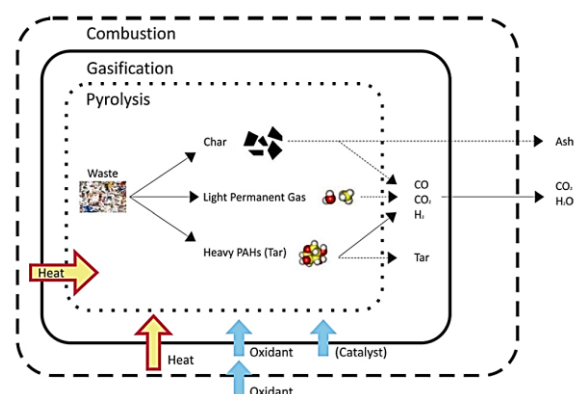 Combustion
Gasification
Pyrolysis
Char
Ash
Waste
CO
CO₂
H₂
CO₂
H₂O
Light Permanent Gas
Heavy PAHs (Tar)
Tar
Heat
Heat
Oxidant
(Catalyst)
Oxidant